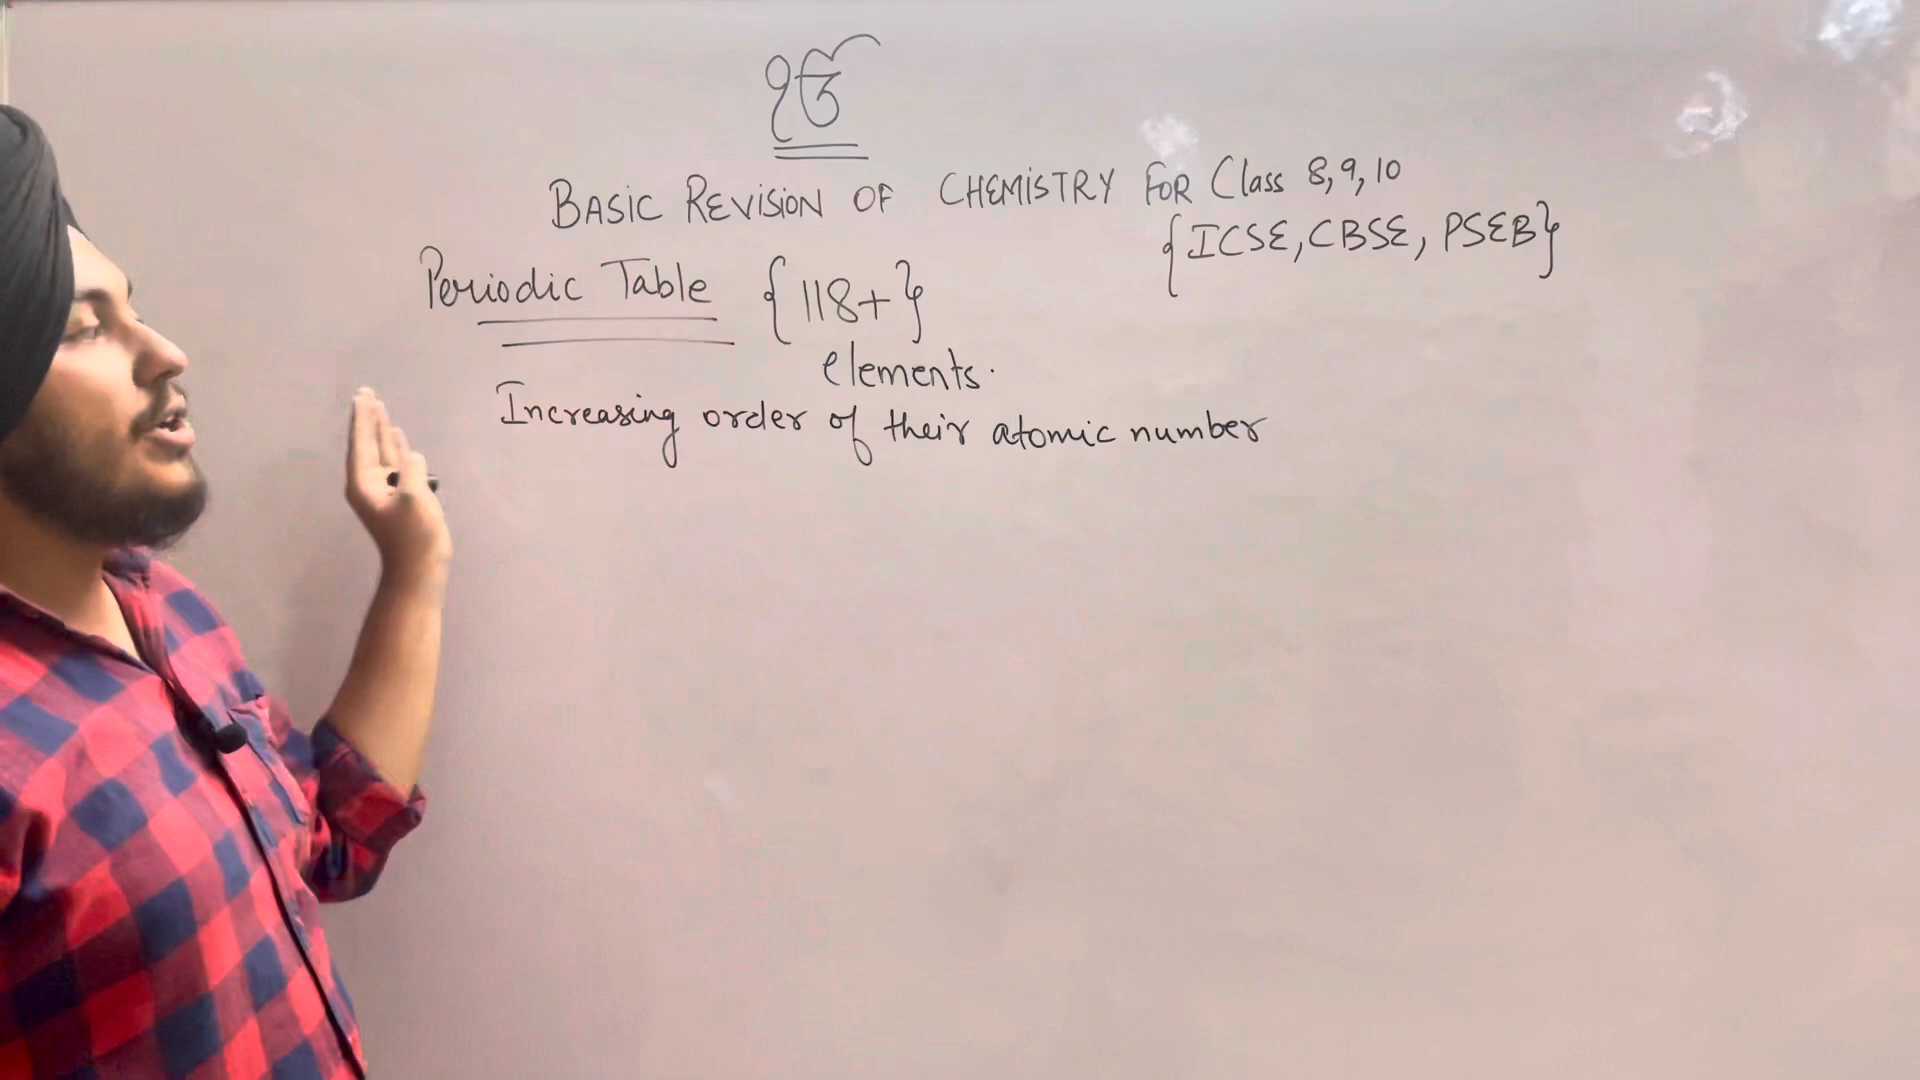 ੴ
BASIC REVISION OF CHEMISTRY FOR Class 8,9,10
{ICSE, CBSE, PSEB}
Periodic Table {118+}
elements.
Increasing order of their atomic number